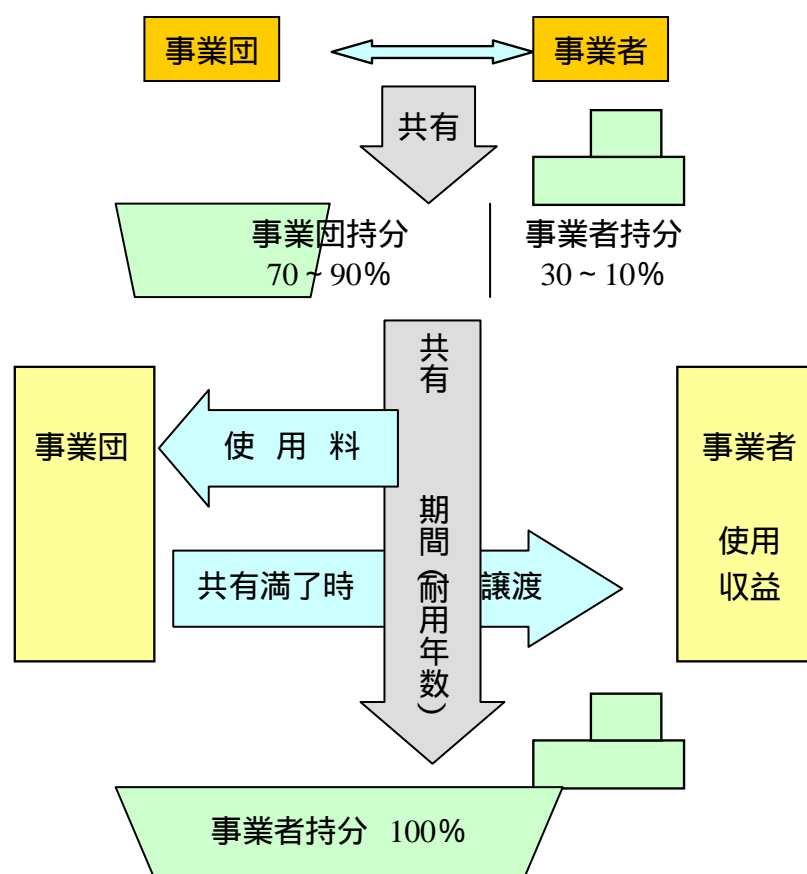 事業団
事業者
共有
事業団持分
70~90%
事業者持分
30~10%
共有
期間(耐用年数)
事業団
使 用 料
事業者
使用
収益
共有満了時
譲渡
事業者持分 100%